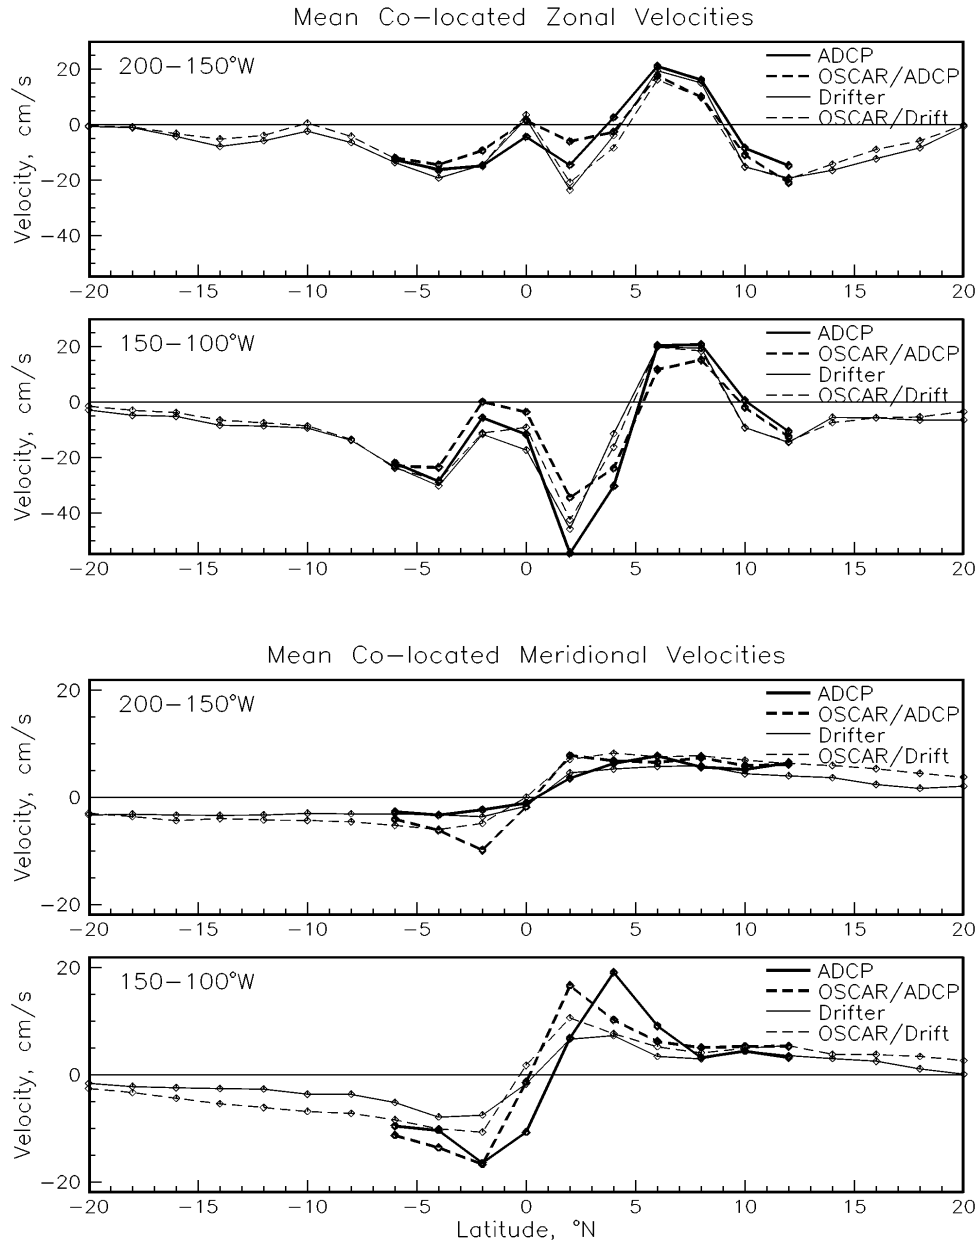 Mean Co-located Zonal Velocities
200-150°W
ADCP
OSCAR/ADCP
Drifter
OSCAR/Drift
20
0
-20
-40
Velocity, cm/s
-20 -15 -10 -5 0 5 10 15 20
150-100°W
ADCP
OSCAR/ADCP
Drifter
OSCAR/Drift
20
0
-20
-40
Velocity, cm/s
-20 -15 -10 -5 0 5 10 15 20
Mean Co-located Meridional Velocities
200-150°W
ADCP
OSCAR/ADCP
Drifter
OSCAR/Drift
20
0
-20
Velocity, cm/s
-20 -15 -10 -5 0 5 10 15 20
150-100°W
ADCP
OSCAR/ADCP
Drifter
OSCAR/Drift
20
0
-20
Velocity, cm/s
-20 -15 -10 -5 0 5 10 15 20
Latitude, °N